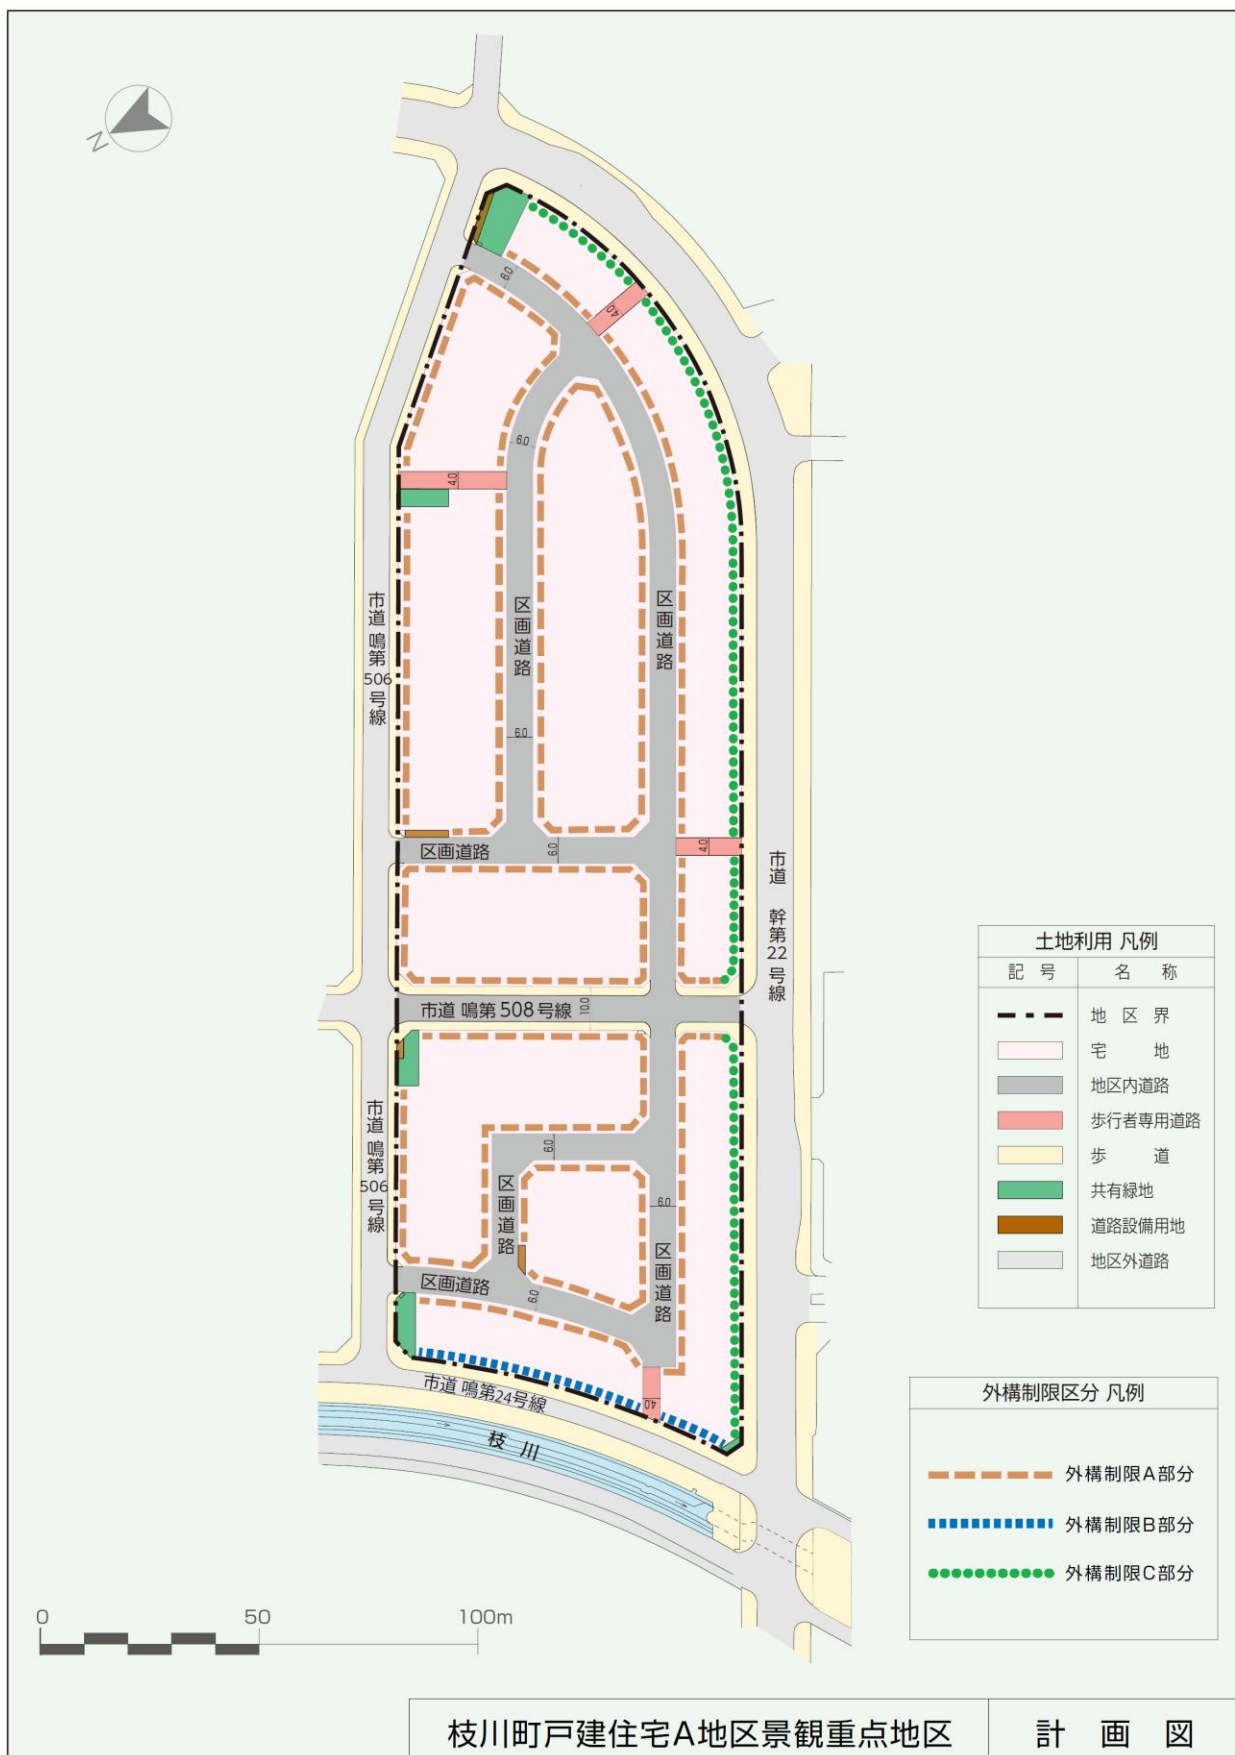 N
6.0
4.0
6.0
4.0
市道 鳴第506号線
区画道路
区画道路
6.0
区画道路
6.0
4.0
市道 幹第22号線
市道 鳴第508号線
10.0
市道 鳴第506号線
6.0
区画道路
6.0
区画道路
区画道路
6.0
4.0
市道 鳴第24号線
枝川
土地利用 凡例
記号 名称
地区界
宅地
地区内道路
歩行者専用道路
歩道
共有緑地
道路設備用地
地区外道路
外構制限区分 凡例
外構制限A部分
外構制限B部分
外構制限C部分
0 50 100m
枝川町戸建住宅A地区景観重点地区 計画図